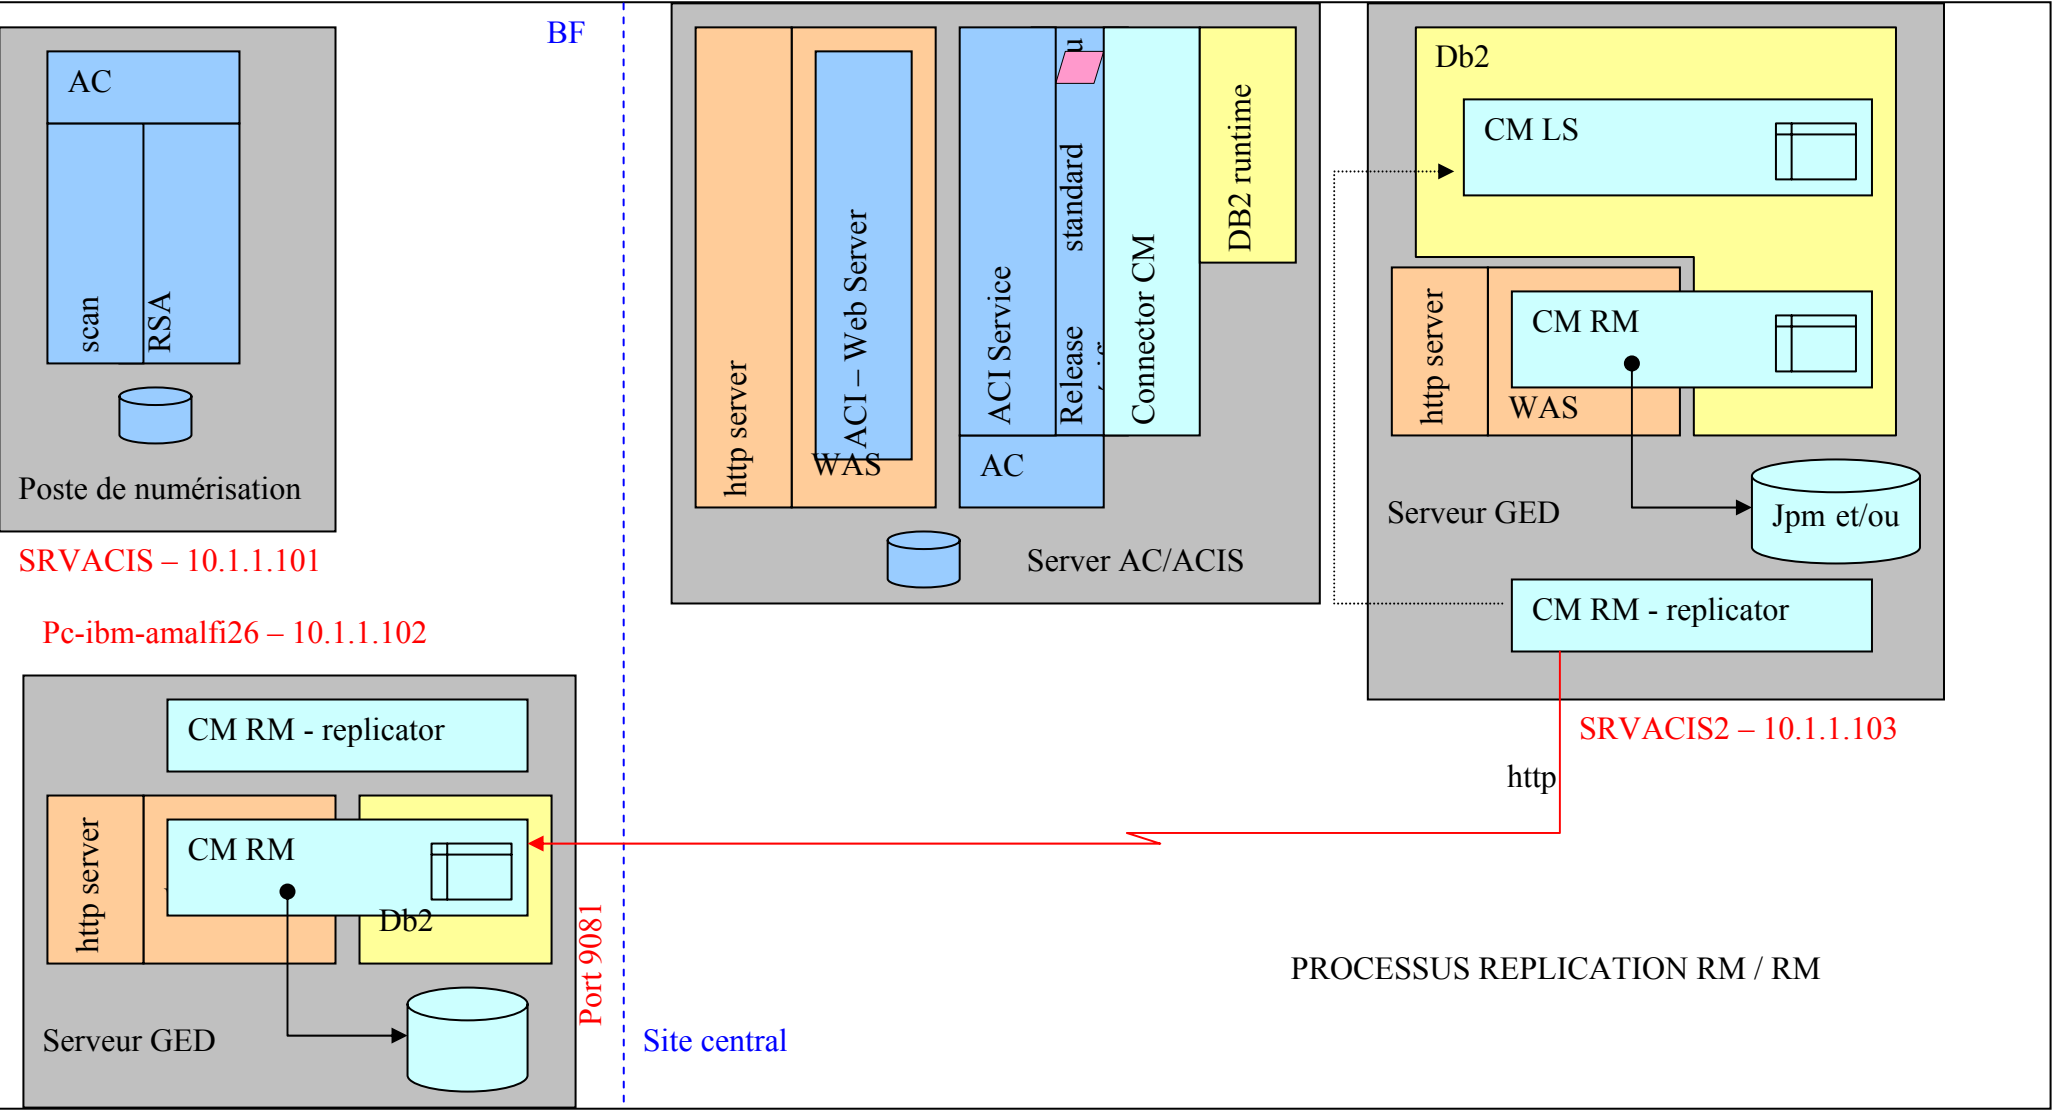 BF
AC
scan
RSA
Poste de numérisation
SRVACIS – 10.1.1.101
http server
ACI – Web Server
WAS
ACI Service
Release standard
Connector CM
DB2 runtime
AC
Server AC/ACIS
Db2
CM LS
http server
CM RM
WAS
Serveur GED
Jpm et/ou
CM RM - replicator
SRVACIS2 – 10.1.1.103
http
Pc-ibm-amalfi26 – 10.1.1.102
CM RM - replicator
http server
CM RM
Db2
Serveur GED
Port 9081
Site central
PROCESSUS REPLICATION RM / RM